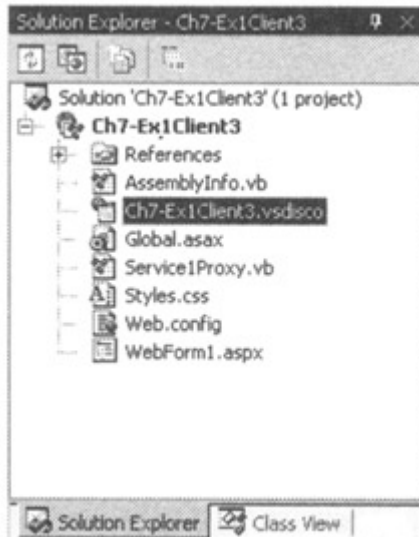 Solution Explorer - Ch7-Ex1Client3
Solution 'Ch7-Ex1Client3' (1 project)
Ch7-Ex1Client3
References
AssemblyInfo.vb
Ch7-Ex1Client3.vsdisco
Global.asax
Service1Proxy.vb
Styles.css
Web.config
WebForm1.aspx
Solution Explorer
Class View